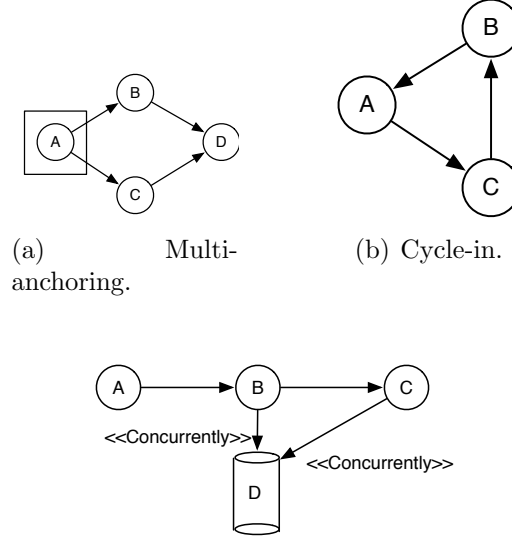 B
A
D
C
B
A
C
(a) Multi-
anchoring.
(b) Cycle-in.
A
B
C
<<Concurrently>>
<<Concurrently>>
D